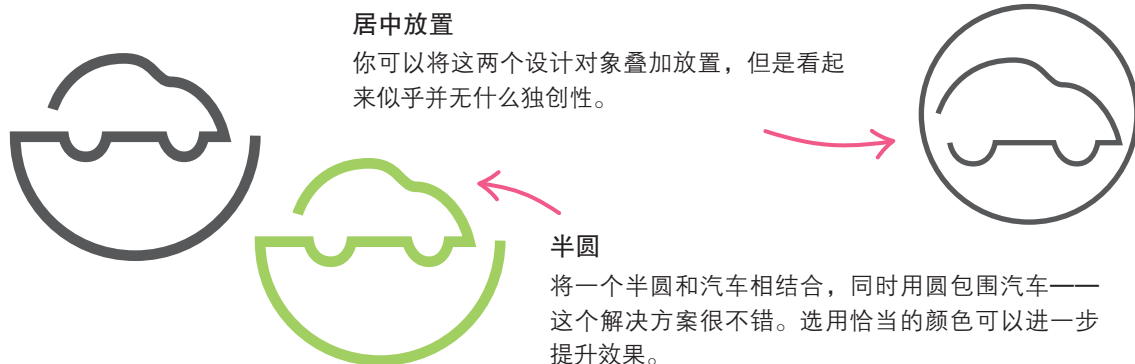 居中放置
你可以将这两个设计对象叠加放置，但是看起
来似乎并无什么独创性。
半圆
将一个半圆和汽车相结合，同时用圆包围汽车——
这个解决方案很不错。选用恰当的颜色可以进一步
提升效果。